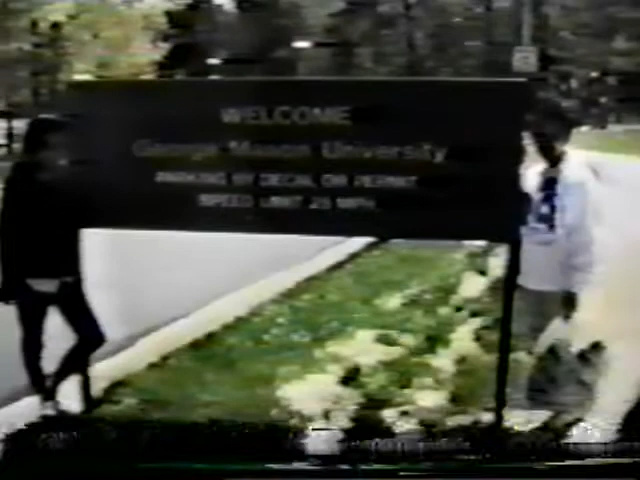 WELCOME
George Mason University
PARKING BY DECAL OR PERMIT
SPEED LIMIT 25 MPH